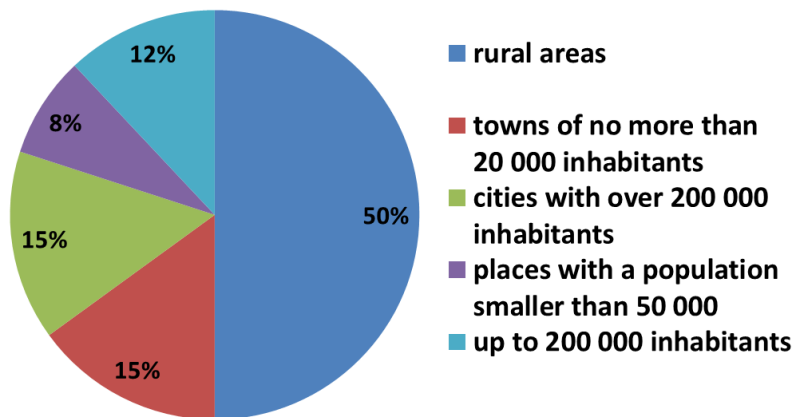 12%
8%
50%
15%
15%
rural areas
towns of no more than
20 000 inhabitants
cities with over 200 000
inhabitants
places with a population
smaller than 50 000
up to 200 000 inhabitants